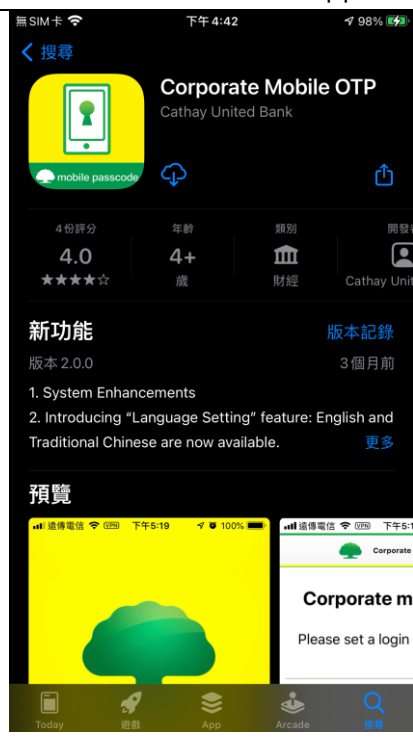 App
無SIM卡 下午4:42 98%
搜尋
Corporate Mobile OTP
Cathay United Bank
mobile passcode
4份評分 年齡 類別
4.0 4+
★★★★☆ 歲 財經 Cathay Unit
新功能 版本記錄
版本 2.0.0 3個月前
1. System Enhancements
2. Introducing “Language Setting” feature: English and
Traditional Chinese are now available. 更多
預覽
遠傳電信 VPN 下午5:19 100% 遠傳電信 VPN 下午5:1
Corporate
Corporate m
Please set a login
Today 遊戲 App Arcade 搜尋